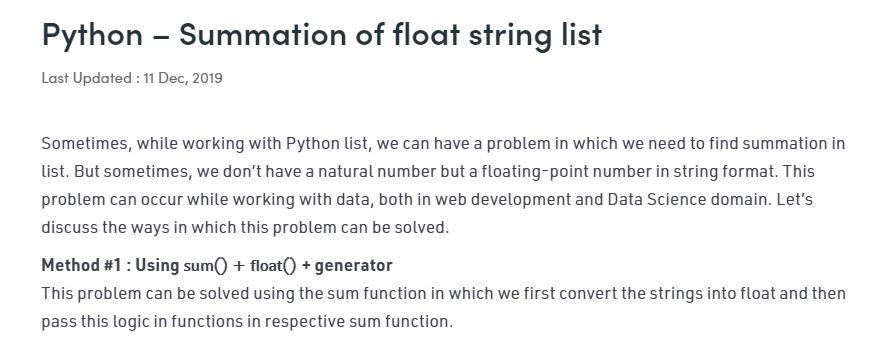 Python – Summation of float string list
Last Updated : 11 Dec, 2019
Sometimes, while working with Python list, we can have a problem in which we need to find summation in
list. But sometimes, we don’t have a natural number but a floating-point number in string format. This
problem can occur while working with data, both in web development and Data Science domain. Let’s
discuss the ways in which this problem can be solved.
Method #1 : Using sum() + float() + generator
This problem can be solved using the sum function in which we first convert the strings into float and then
pass this logic in functions in respective sum function.